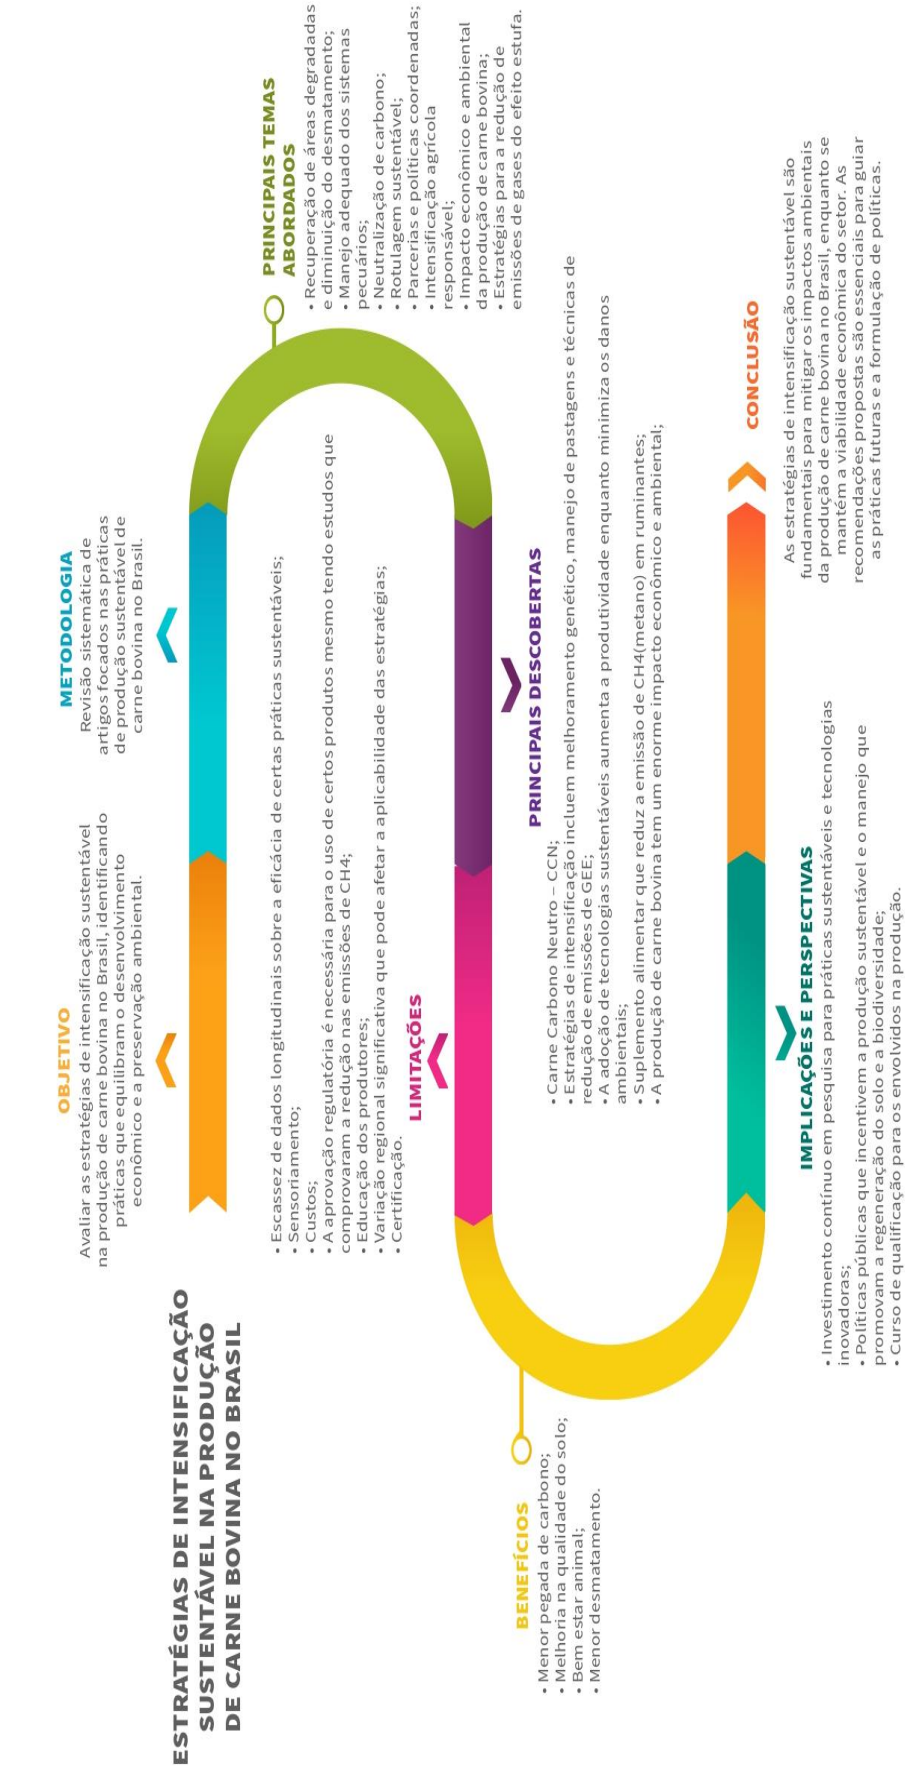 ESTRATÉGIAS DE INTENSIFICAÇÃO
SUSTENTÁVEL NA PRODUÇÃO
DE CARNE BOVINA NO BRASIL
OBJETIVO
Avaliar as estratégias de intensificação sustentável
na produção de carne bovina no Brasil, identificando
práticas que equilibram o desenvolvimento
econômico e a preservação ambiental.
METODOLOGIA
Revisão sistemática de
artigos focados nas práticas
de produção sustentável de
carne bovina no Brasil.
PRINCIPAIS TEMAS
ABORDADOS
• Recuperação de áreas degradadas
e diminuição do desmatamento;
• Manejo adequado dos sistemas
pecuários;
• Neutralização de carbono;
• Rotulagem sustentável;
• Parcerias e políticas coordenadas;
• Intensificação agrícola
responsável;
• Impacto econômico e ambiental
da produção de carne bovina;
• Estratégias para a redução de
emissões de gases do efeito estufa.
PRINCIPAIS DESCOBERTAS
• Carne Carbono Neutro – CCN;
• Estratégias de intensificação incluem melhoramento genético, manejo de pastagens e técnicas de
redução de emissões de GEE;
• A adoção de tecnologias sustentáveis aumenta a produtividade enquanto minimiza os danos
ambientais;
• Suplemento alimentar que reduz a emissão de CH4(metano) em ruminantes;
• A produção de carne bovina tem um enorme impacto econômico e ambiental;
• Escassez de dados longitudinais sobre a eficácia de certas práticas sustentáveis;
• Sensoriamento;
• Custos;
• A aprovação regulatória é necessária para o uso de certos produtos mesmo tendo estudos que
comprovaram a redução nas emissões de CH4;
• Educação dos produtores;
• Variação regional significativa que pode afetar a aplicabilidade das estratégias;
• Certificação.
LIMITAÇÕES
BENEFÍCIOS
• Menor pegada de carbono;
• Melhoria na qualidade do solo;
• Bem estar animal;
• Menor desmatamento.
IMPLICAÇÕES E PERSPECTIVAS
• Investimento contínuo em pesquisa para práticas sustentáveis e tecnologias
inovadoras;
• Políticas públicas que incentivem a produção sustentável e o manejo que
promovam a regeneração do solo e a biodiversidade;
• Curso de qualificação para os envolvidos na produção.
CONCLUSÃO
As estratégias de intensificação sustentável são
fundamentais para mitigar os impactos ambientais
da produção de carne bovina no Brasil, enquanto se
mantém a viabilidade econômica do setor. As
recomendações propostas são essenciais para guiar
as práticas futuras e a formulação de políticas.